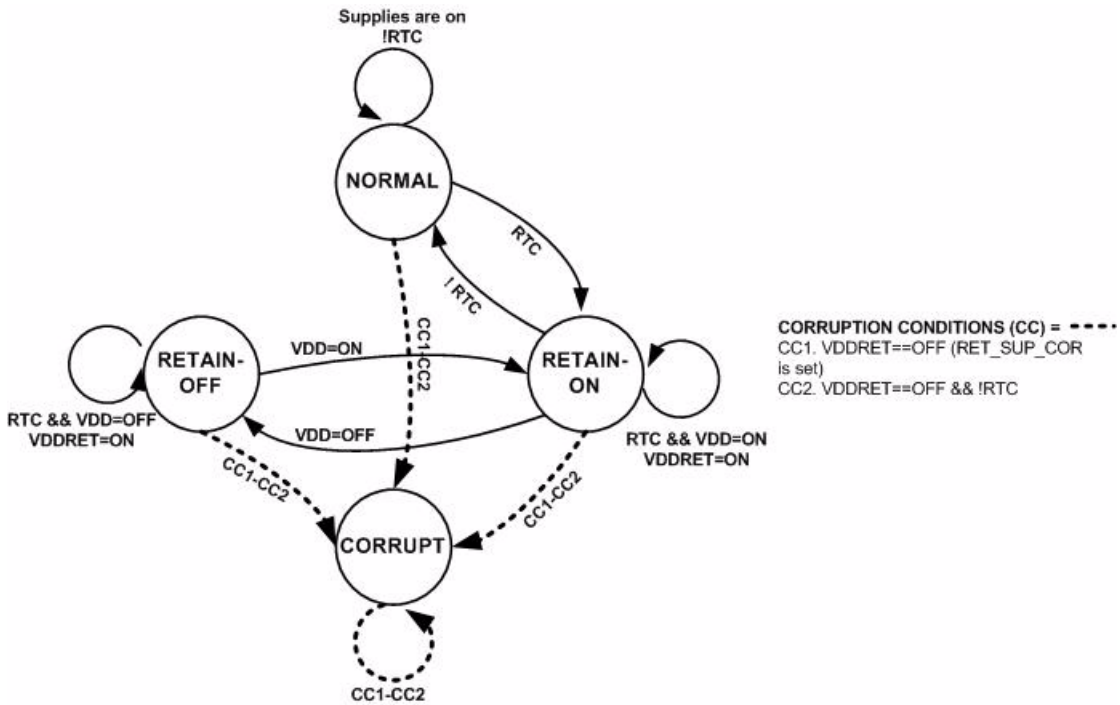 Supplies are on
!RTC
NORMAL
RTC
! RTC
CC1-CC2
RETAIN-
OFF
VDD=ON
RETAIN-
ON
VDD=OFF
RTC && VDD=OFF
VDDRET=ON
RTC && VDD=ON
VDDRET=ON
CC1-CC2
CC1-CC2
CORRUPT
CC1-CC2
CORRUPTION CONDITIONS (CC) =
CC1. VDDRET==OFF (RET_SUP_COR
is set)
CC2. VDDRET==OFF && !RTC